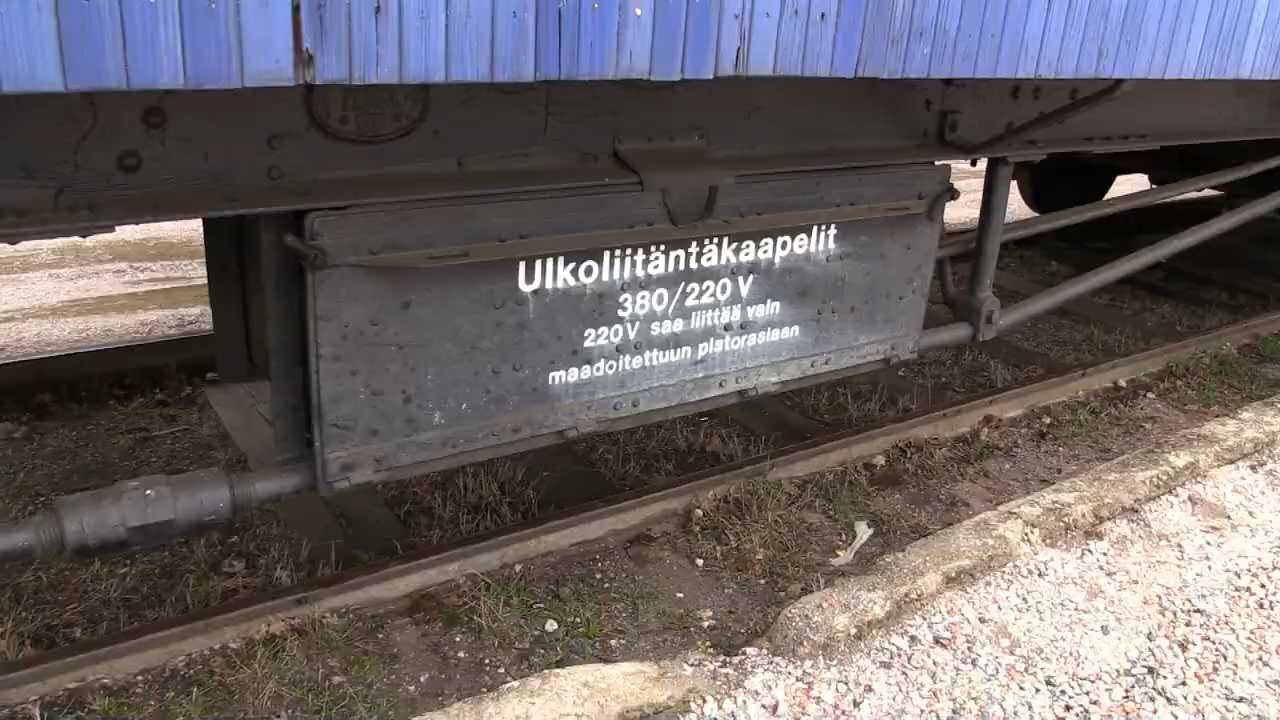 Ulkoliitäntäkaapelit
380/220 V
220 V saa liittää vain
maadoitettuun pistorasiaan